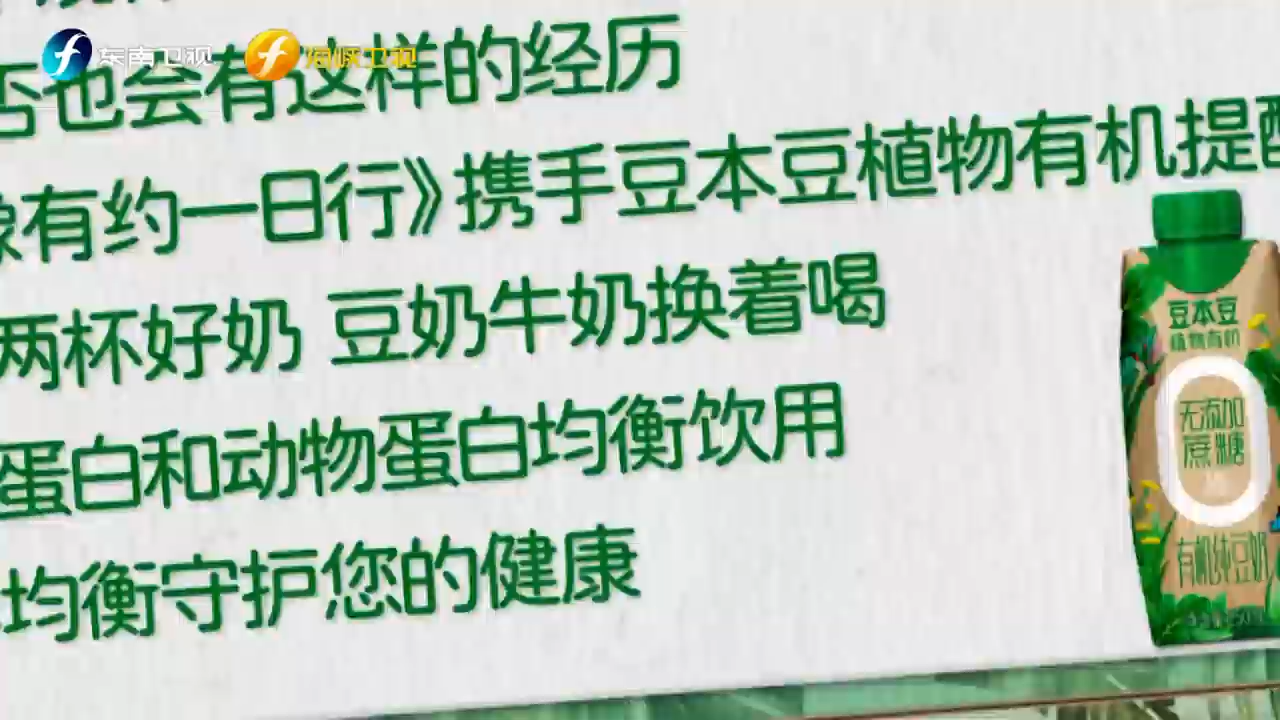 东南卫视 海峡卫视
否也会有这样的经历
像有约一日行》携手豆本豆植物有机提醒
两杯好奶 豆奶牛奶换着喝
蛋白和动物蛋白均衡饮用
均衡守护您的健康
豆本豆
植物有机
无添加
蔗糖
有机纯豆奶